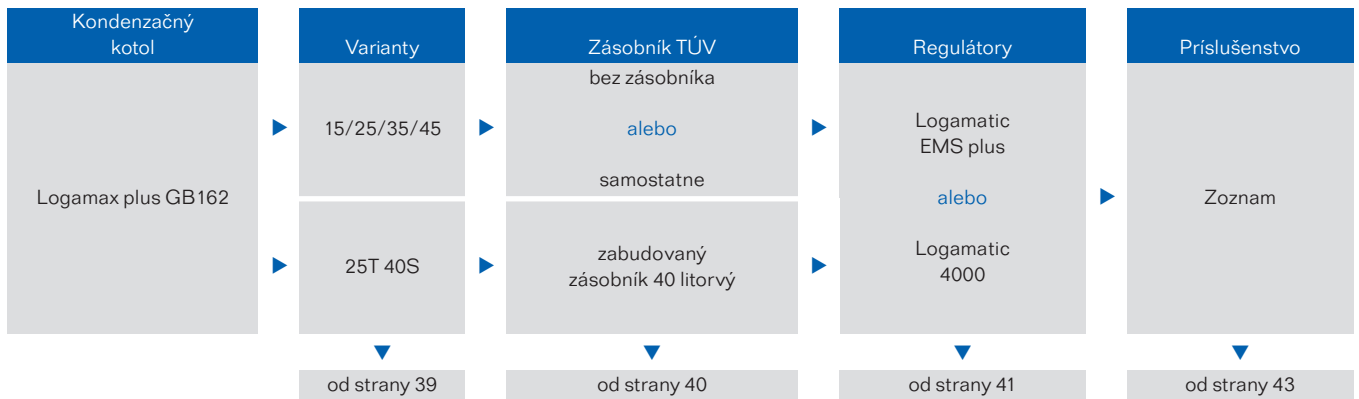 Kondenzačný
kotol
Varianty
Zásobník TÚV
Regulátory
Príslušenstvo
Logamax plus GB162
15/25/35/45
bez zásobníka
alebo
samostatne
25T 40S
zabudovaný
zásobník 40 litorvý
Logamatic
EMS plus
alebo
Logamatic
4000
Zoznam
od strany 39
od strany 40
od strany 41
od strany 43